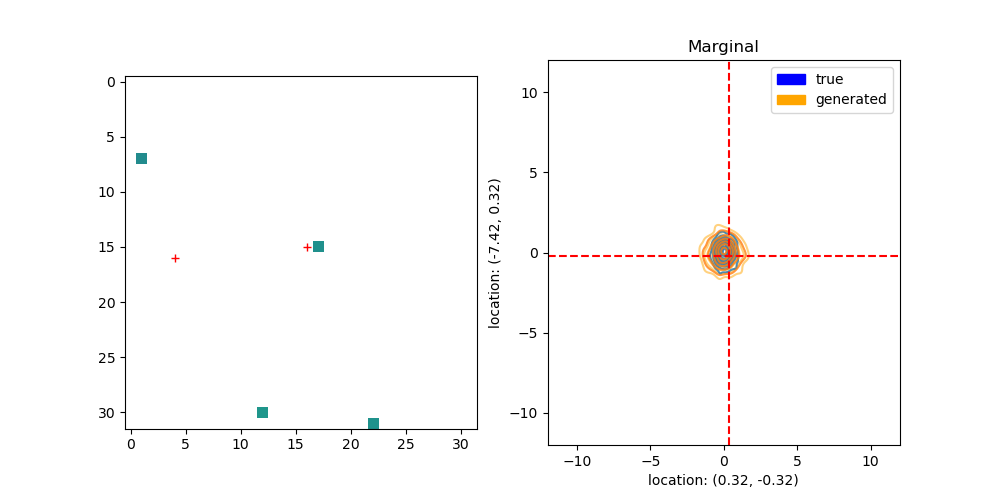 0
5
10
15
20
25
30
0 5 10 15 20 25 30
Marginal
true
generated
location: (-7.42, 0.32)
10
5
0
−5
−10
−10 −5 0 5 10
location: (0.32, -0.32)